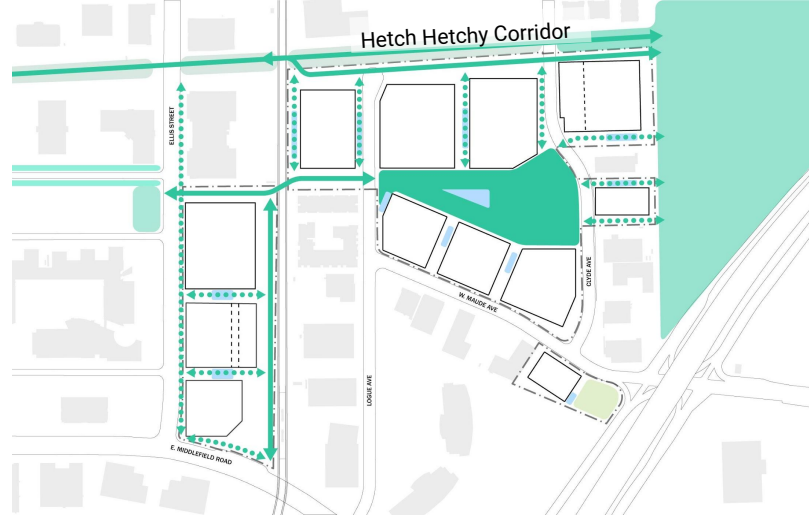 Hetch Hetchy Corridor
ELLIS STREET
CLYDE AVE
W. MAUDE AVE
LOGUE AVE
E. MIDDLEFIELD ROAD